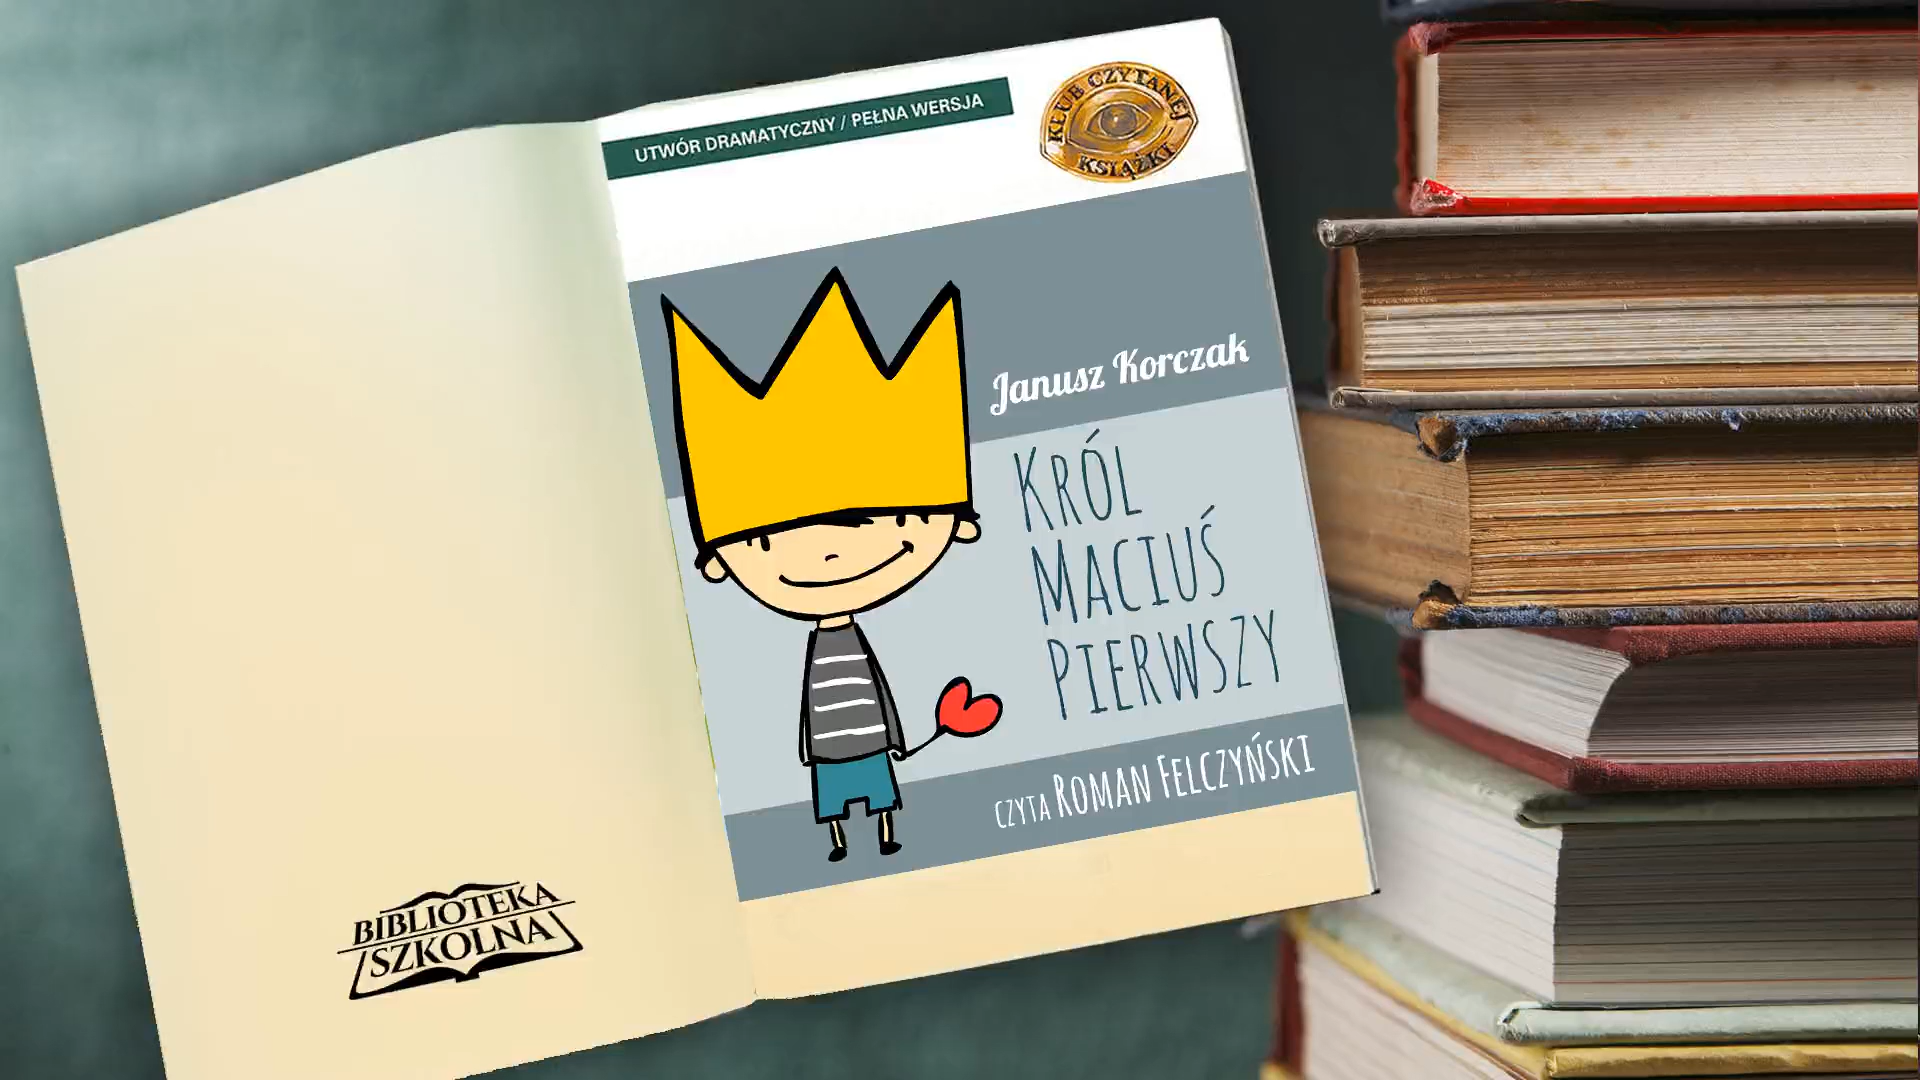 UTWÓR DRAMATYCZNY / PEŁNA WERSJA
KLUB CZYTANEJ
KSIĄŻKI
Janusz Korczak
KRÓL
MACIUŚ
PIERWSZY
CZYTA ROMAN FELCZYŃSKI
BIBLIOTEKA
SZKOLNA